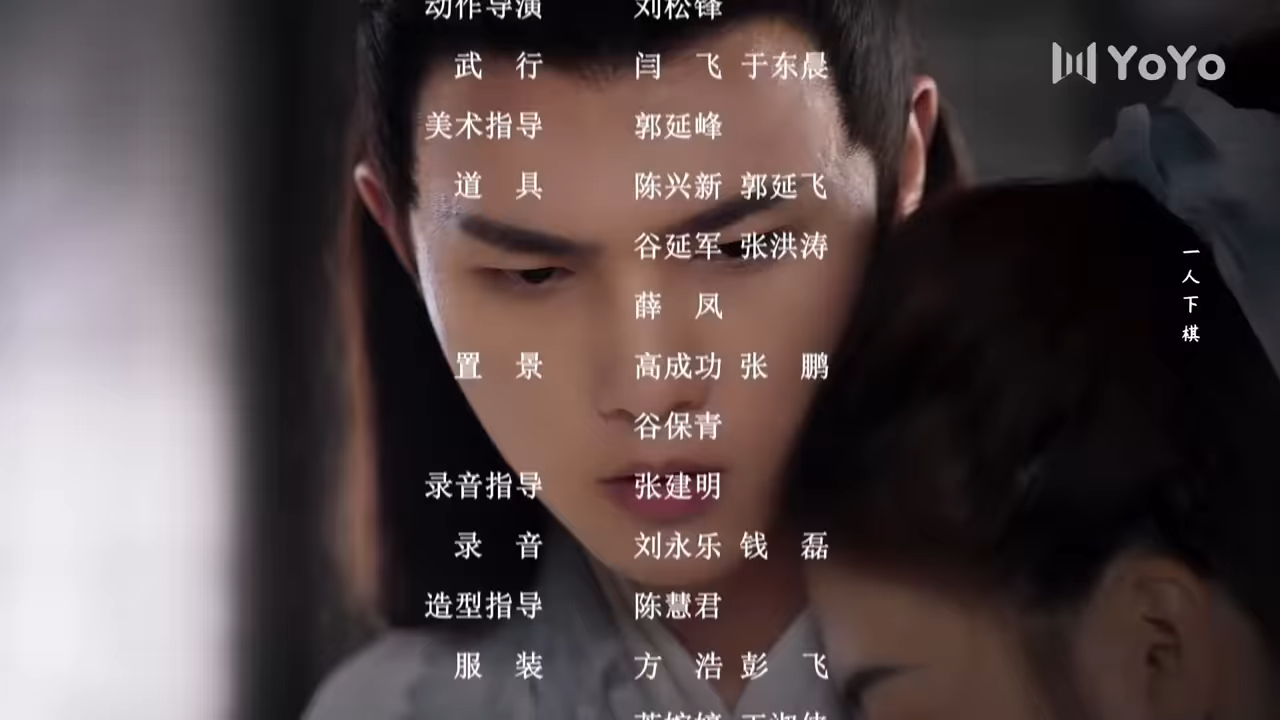 动作导演 刘松锋
武行 闫飞 于东晨
美术指导 郭延峰
道具 陈兴新 郭延飞
谷延军 张洪涛
薛凤
置景 高成功 张鹏
谷保青
录音指导 张建明
录音 刘永乐 钱磊
造型指导 陈慧君
服装 方浩 彭飞
YoYo
一人下棋